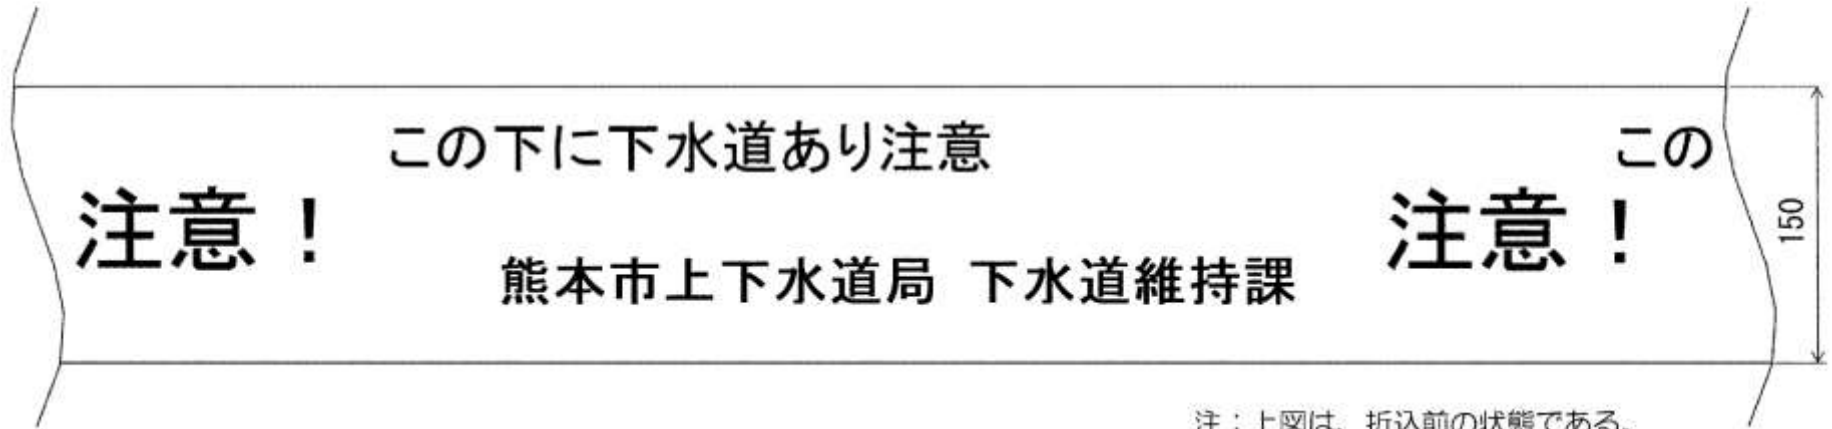 この下に下水道あり注意
注意！
熊本市上下水道局 下水道維持課
この
注意！
150
注：上図は、折込前の状態である。